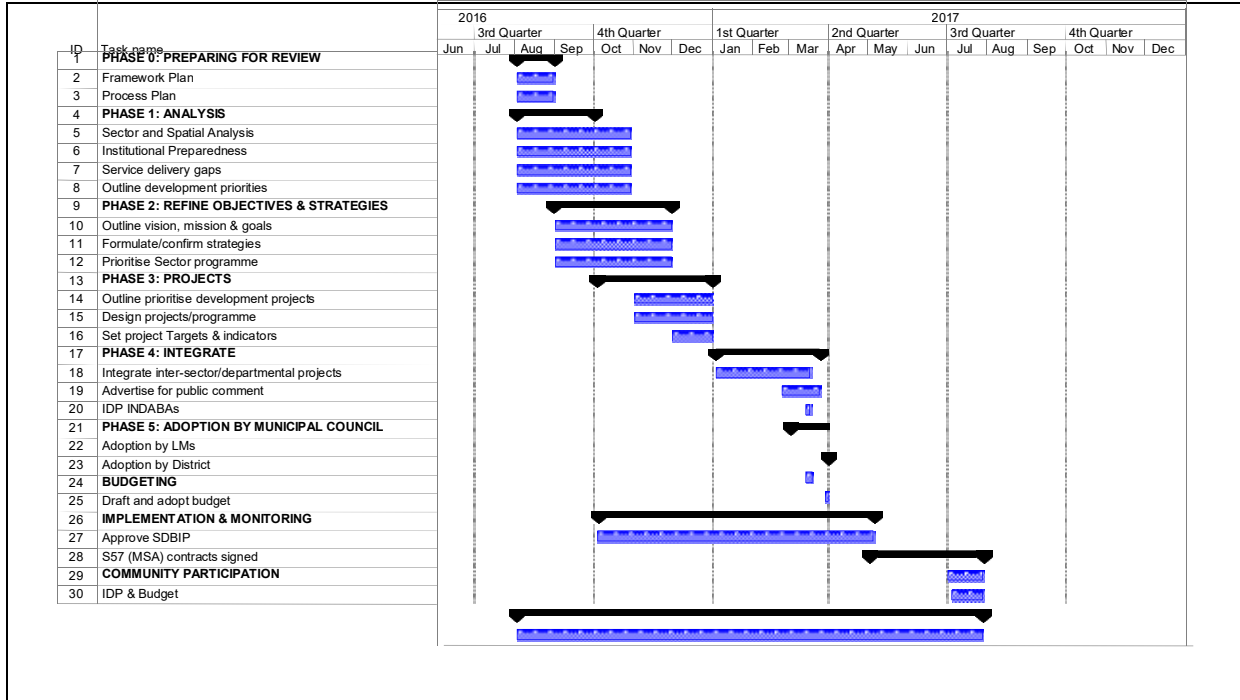 2016 2017
3rd Quarter 4th Quarter 1st Quarter 2nd Quarter 3rd Quarter 4th Quarter
ID Task name Jun Jul Aug Sep Oct Nov Dec Jan Feb Mar Apr May Jun Jul Aug Sep Oct Nov Dec
1 PHASE 0: PREPARING FOR REVIEW
2 Framework Plan
3 Process Plan
4 PHASE 1: ANALYSIS
5 Sector and Spatial Analysis
6 Institutional Preparedness
7 Service delivery gaps
8 Outline development priorities
9 PHASE 2: REFINE OBJECTIVES & STRATEGIES
10 Outline vision, mission & goals
11 Formulate/confirm strategies
12 Prioritise Sector programme
13 PHASE 3: PROJECTS
14 Outline prioritise development projects
15 Design projects/programme
16 Set project Targets & indicators
17 PHASE 4: INTEGRATE
18 Integrate inter-sector/departmental projects
19 Advertise for public comment
20 IDP INDABAs
21 PHASE 5: ADOPTION BY MUNICIPAL COUNCIL
22 Adoption by LMs
23 Adoption by District
24 BUDGETING
25 Draft and adopt budget
26 IMPLEMENTATION & MONITORING
27 Approve SDBIP
28 S57 (MSA) contracts signed
29 COMMUNITY PARTICIPATION
30 IDP & Budget